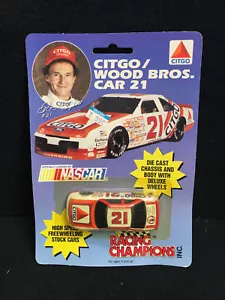 CITGO
CITGO/
WOOD BROS.
CAR 21
CITGO
21
NASCAR
DIE CAST
CHASSIS AND
BODY WITH
DELUXE
WHEELS
21
HIGH SPEED
FREEWHEELING
STOCK CARS
RACING
CHAMPIONS
INC.